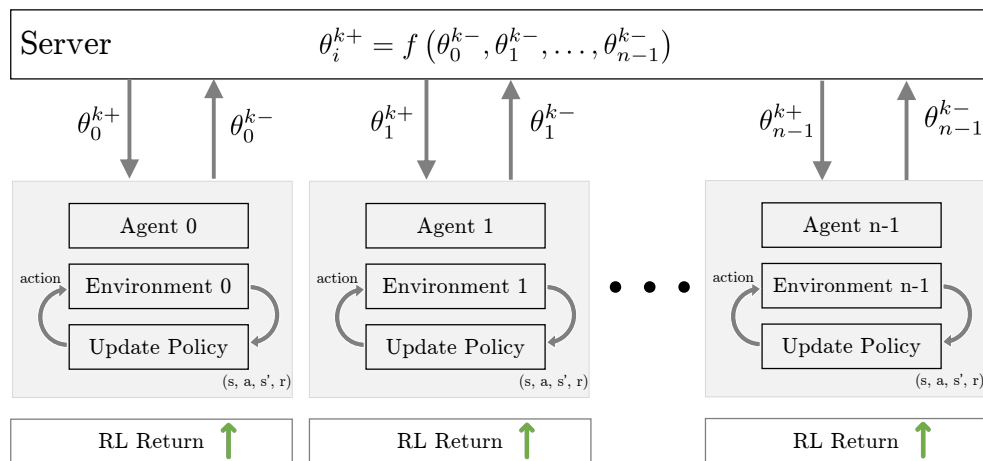 Server θ_i^{k+} = f (θ_0^{k−}, θ_1^{k−}, . . . , θ_{n−1}^{k−})
θ_0^{k+} θ_0^{k−} θ_1^{k+} θ_1^{k−} θ_{n−1}^{k+} θ_{n−1}^{k−}
Agent 0
action
Environment 0
Update Policy
(s, a, s', r)
RL Return
Agent 1
action
Environment 1
Update Policy
(s, a, s', r)
RL Return
Agent n-1
action
Environment n-1
Update Policy
(s, a, s', r)
RL Return